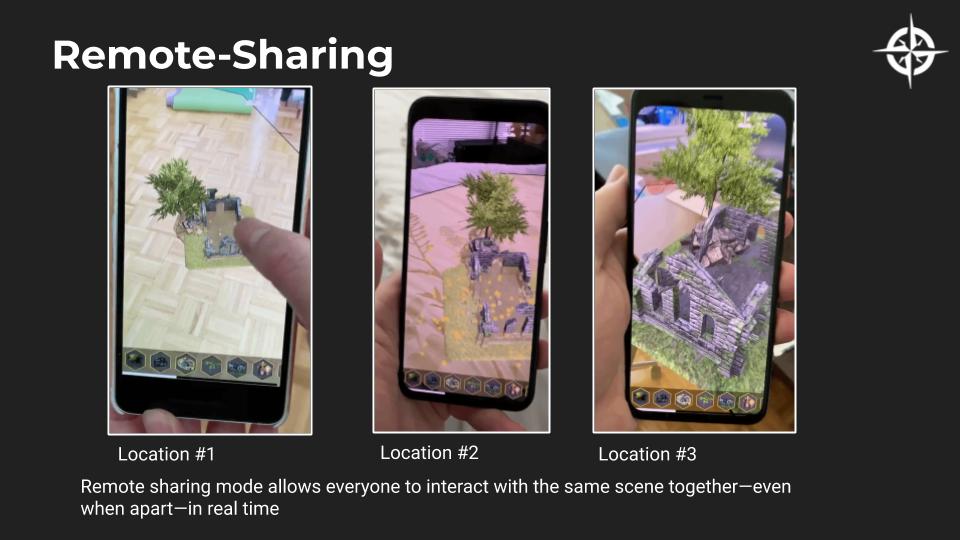 Remote-Sharing
Location #1
Location #2
Location #3
Remote sharing mode allows everyone to interact with the same scene together—even
when apart—in real time